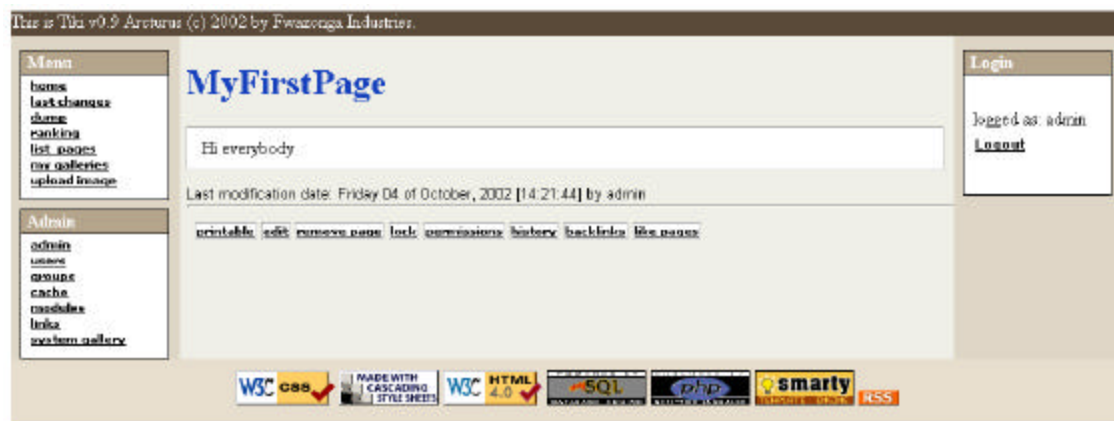 This is Tiki v0.9 Arcturus (c) 2002 by Fwazonga Industries.
Menu
home
last changes
dump
ranking
list pages
my galleries
upload image
Admin
admin
users
groups
cache
modules
links
system gallery
MyFirstPage
Hi everybody
Last modification date: Friday 04 of October, 2002 [14:21:44] by admin
printable edit remove page lock permissions history backlinks like pages
Login
logged as: admin
Logout
W3C css
MADE WITH
CASCADING
STYLE SHEETS
W3C HTML
4.0
SQL
php
smarty
RSS